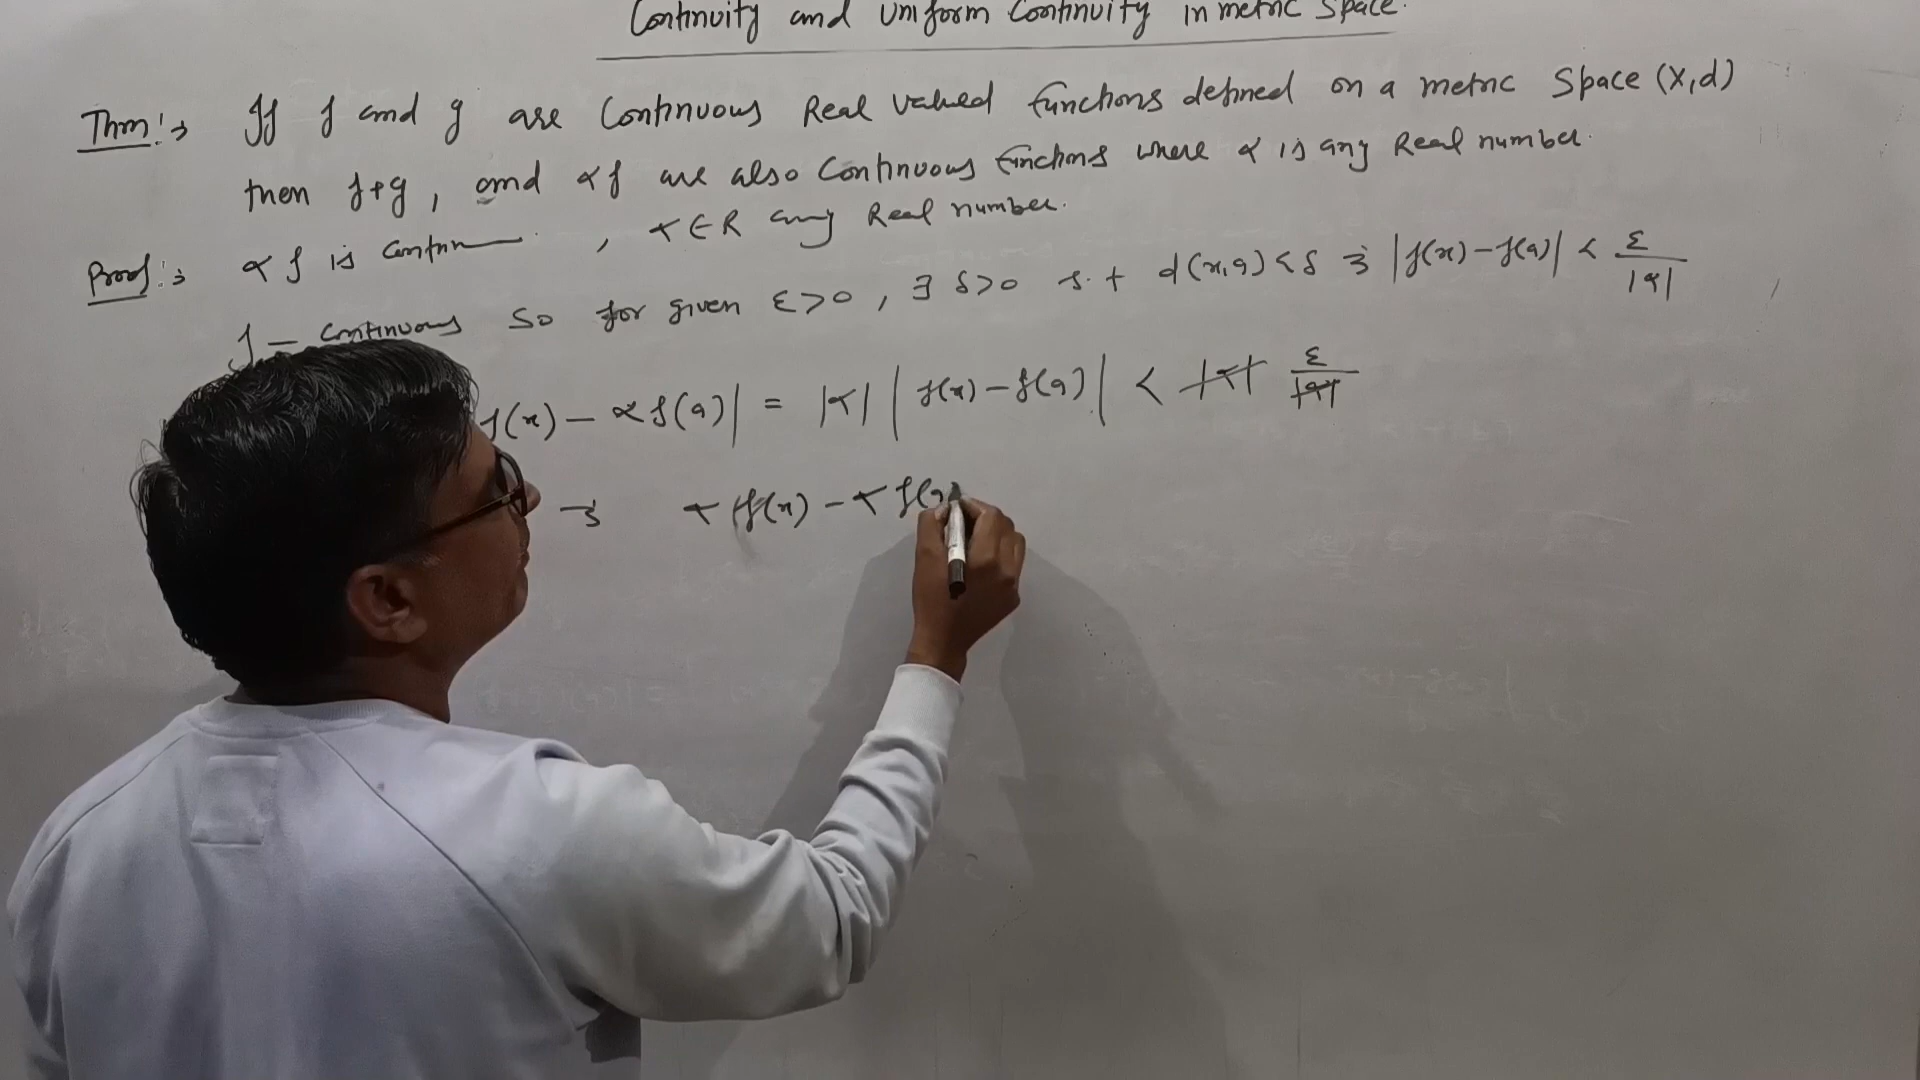 Continuity and Uniform Continuity in metric Space.
Thm:→ If f and g are Continuous Real valued functions defined on a metric Space (X,d)
then f+g, and αf are also Continuous functions where α is any Real number.
Proof:→ αf is contin , α∈R any Real number.
f - continuous so for given ε>0, ∃ δ>0 s.t d(x,a)<δ ⇒ |f(x)-f(a)| < ε/|α|
f(x) - αf(a)| = |α| |f(x)-f(a)| < |α| ε/|α|
⇒ αf(x) - αf(a)